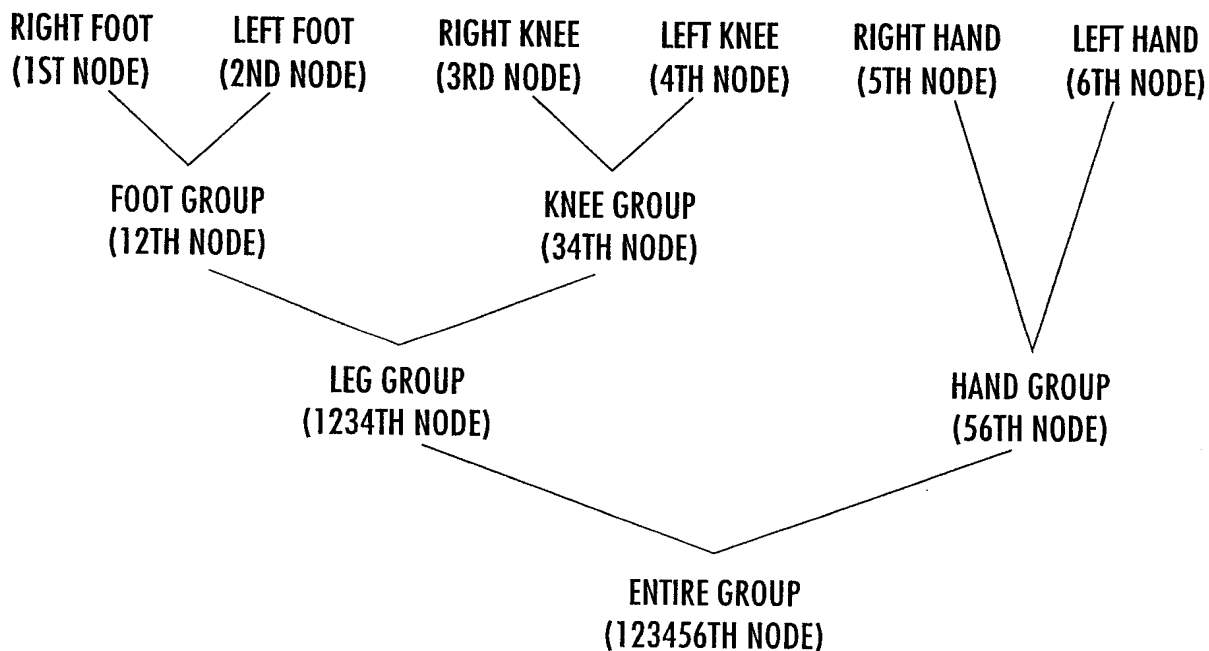 RIGHT FOOT
(1ST NODE)
LEFT FOOT
(2ND NODE)
RIGHT KNEE
(3RD NODE)
LEFT KNEE
(4TH NODE)
RIGHT HAND
(5TH NODE)
LEFT HAND
(6TH NODE)
FOOT GROUP
(12TH NODE)
KNEE GROUP
(34TH NODE)
LEG GROUP
(1234TH NODE)
HAND GROUP
(56TH NODE)
ENTIRE GROUP
(123456TH NODE)